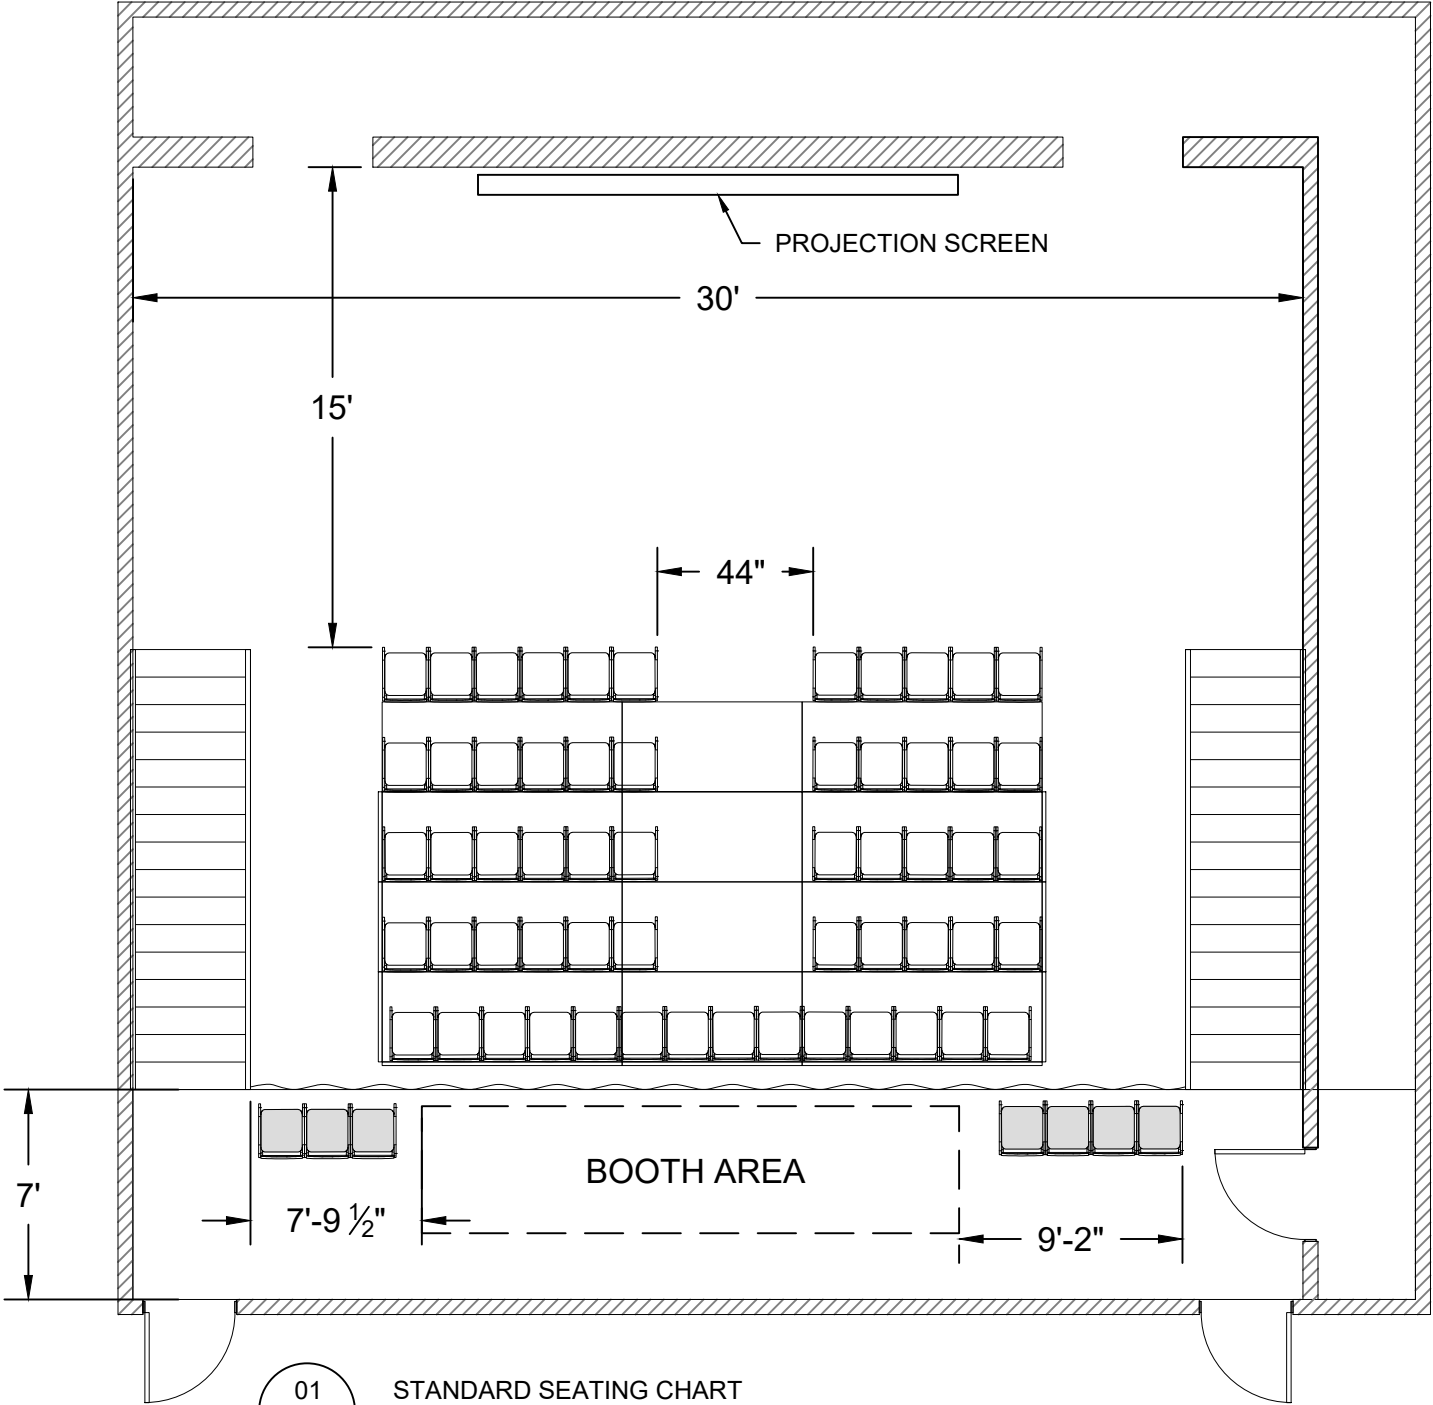 PROJECTION SCREEN
30'
15'
44"
BOOTH AREA
7'
7'-9 ½"
9'-2"
01
STANDARD SEATING CHART